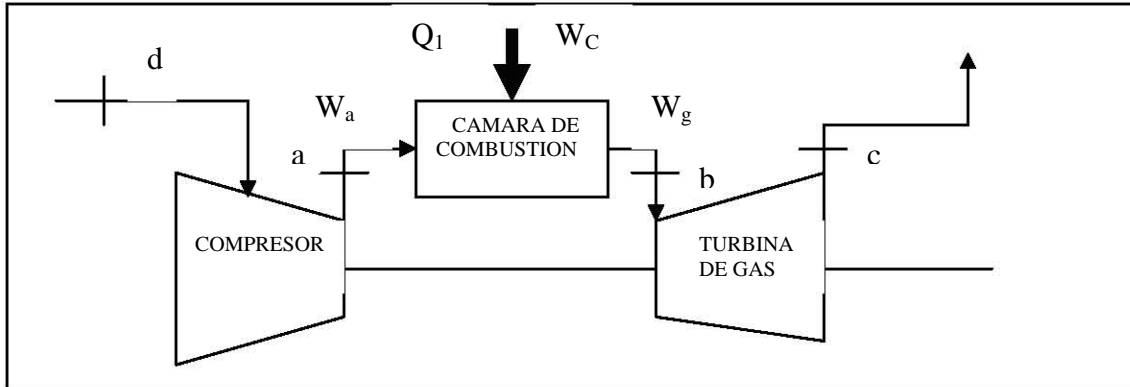 Q1 WC
d
Wa
CAMARA DE
COMBUSTION
Wg
a
b
c
COMPRESOR
TURBINA
DE GAS